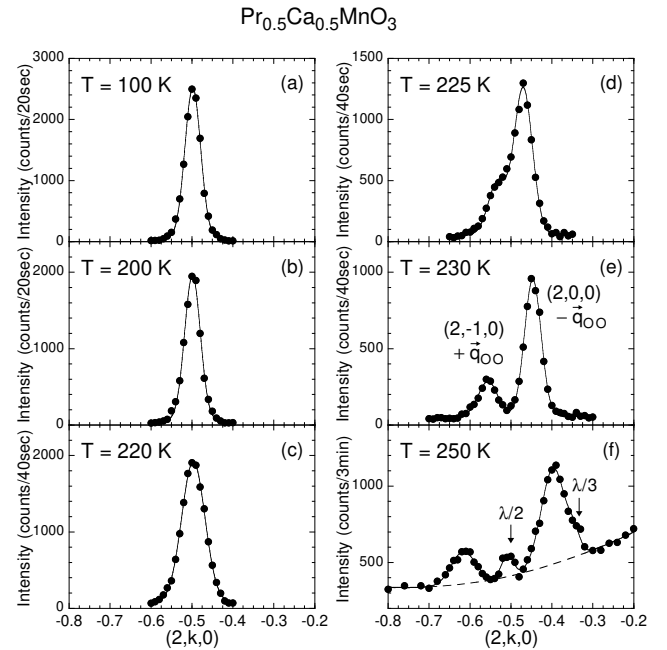 Pr0.5Ca0.5MnO3
T = 100 K
(a)
Intensity (counts/20sec)
3000
2000
1000
0
T = 200 K
(b)
Intensity (counts/20sec)
2000
1000
0
T = 220 K
(c)
Intensity (counts/40sec)
2000
1000
0
-0.8 -0.7 -0.6 -0.5 -0.4 -0.3 -0.2
(2,k,0)
T = 225 K
(d)
Intensity (counts/40sec)
1500
1000
500
0
T = 230 K
(e)
Intensity (counts/40sec)
1000
500
0
(2,-1,0)
+ q⃗OO
(2,0,0)
− q⃗OO
T = 250 K
(f)
Intensity (counts/3min)
1000
500
λ/2
λ/3
-0.8 -0.7 -0.6 -0.5 -0.4 -0.3 -0.2
(2,k,0)